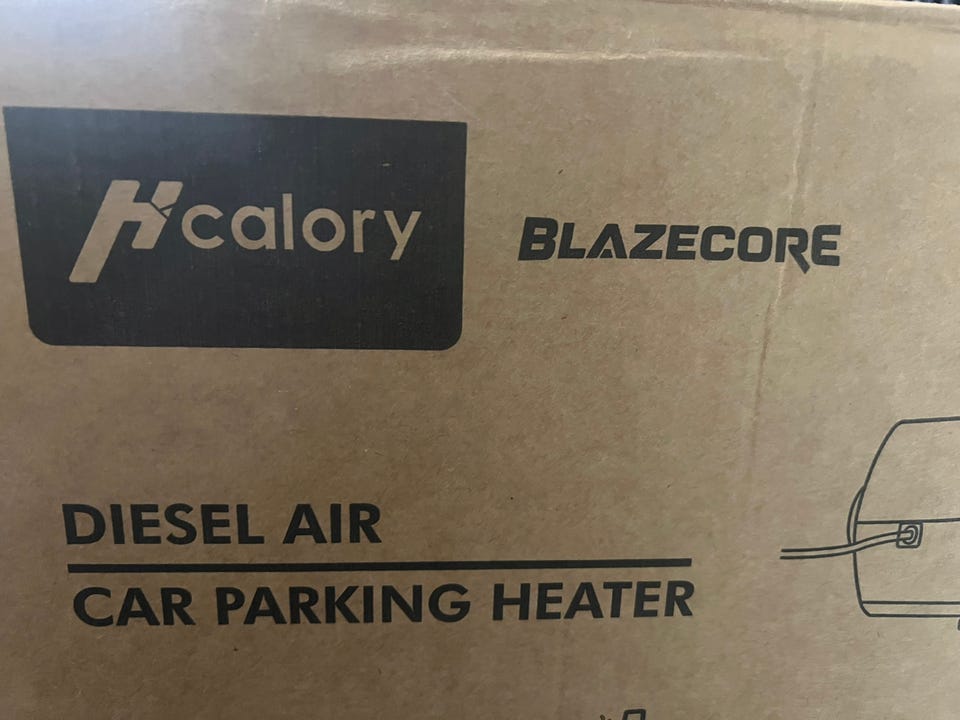 Hcalory
BLAZECORE
DIESEL AIR
CAR PARKING HEATER